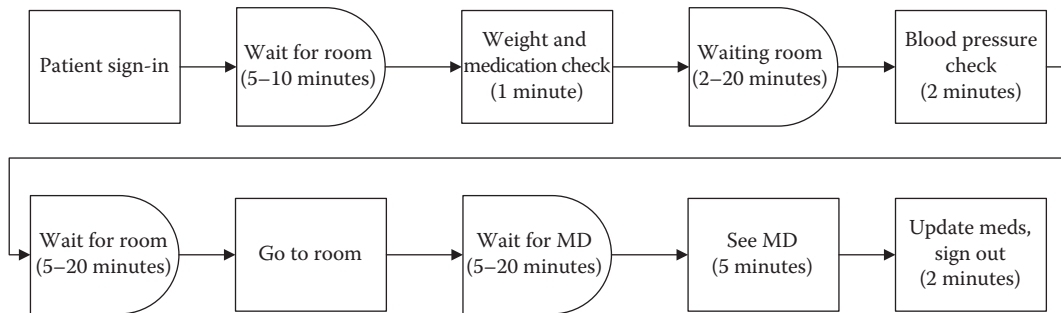 Patient sign-in
Wait for room
(5–10 minutes)
Weight and
medication check
(1 minute)
Waiting room
(2–20 minutes)
Blood pressure
check
(2 minutes)
Wait for room
(5–20 minutes)
Go to room
Wait for MD
(5–20 minutes)
See MD
(5 minutes)
Update meds,
sign out
(2 minutes)